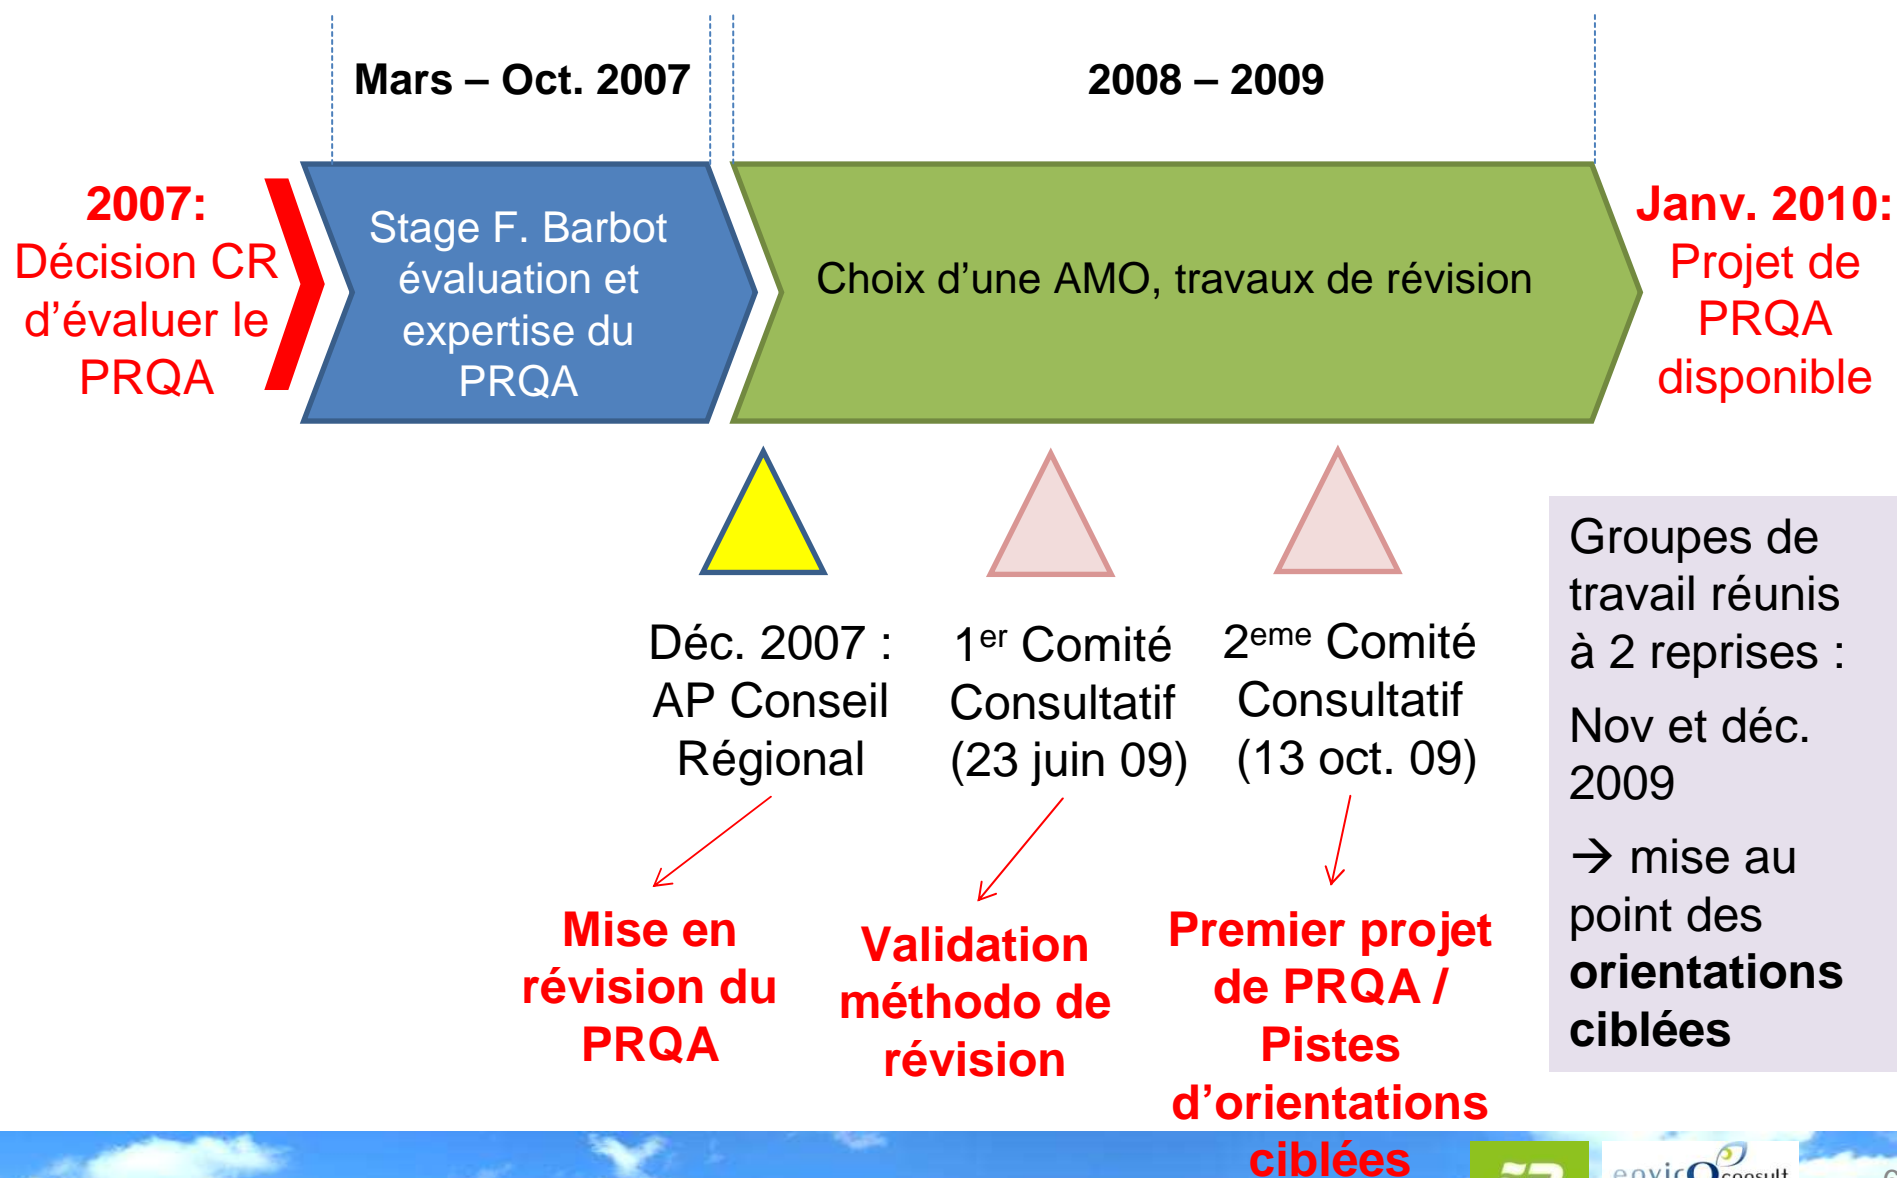 Mars – Oct. 2007
2008 – 2009
2007:
Décision CR
d’évaluer le
PRQA
Stage F. Barbot
évaluation et
expertise du
PRQA
Choix d’une AMO, travaux de révision
Janv. 2010:
Projet de
PRQA
disponible
Déc. 2007 :
AP Conseil
Régional
1er Comité
Consultatif
(23 juin 09)
2eme Comité
Consultatif
(13 oct. 09)
Groupes de
travail réunis
à 2 reprises :
Nov et déc.
2009
→ mise au
point des
orientations
ciblées
Mise en
révision du
PRQA
Validation
méthodo de
révision
Premier projet
de PRQA /
Pistes
d’orientations
ciblées